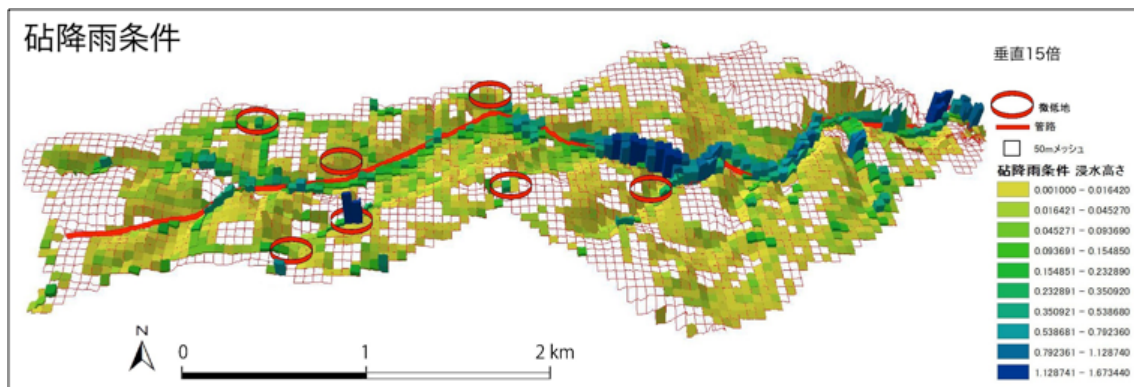 砧降雨条件
垂直15倍
微低地
管路
50mメッシュ
砧降雨条件 浸水高さ
0.001000 - 0.016420
0.016421 - 0.045270
0.045271 - 0.093690
0.093691 - 0.154850
0.154851 - 0.232890
0.232891 - 0.350920
0.350921 - 0.538680
0.538681 - 0.792360
0.792361 - 1.128740
1.128741 - 1.673440
N
0 1 2 km